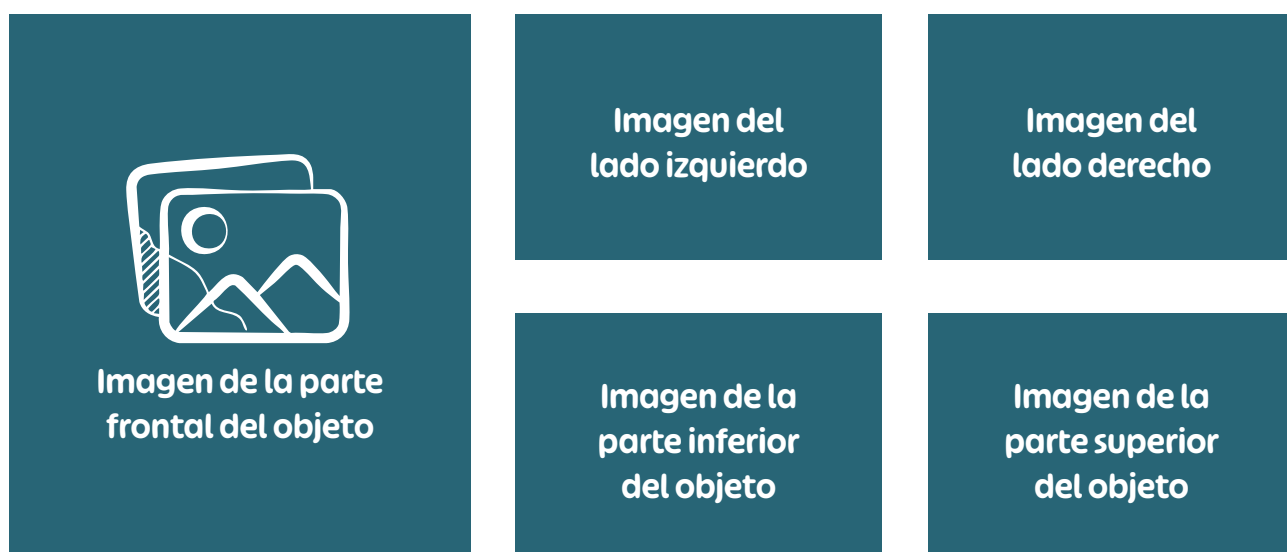 Imagen de la parte
frontal del objeto
Imagen del
lado izquierdo
Imagen del
lado derecho
Imagen de la
parte inferior
del objeto
Imagen de la
parte superior
del objeto